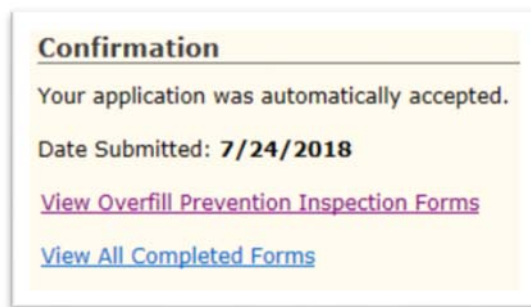 Confirmation
Your application was automatically accepted.
Date Submitted: 7/24/2018
View Overfill Prevention Inspection Forms
View All Completed Forms